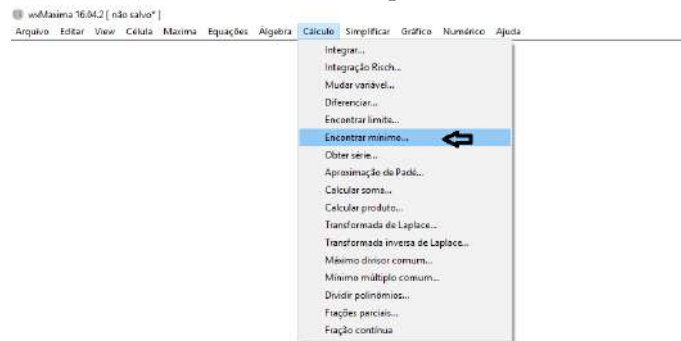 wxMaxima 16.04.2 [ não salvo* ]
Arquivo Editar View Célula Maxima Equações Álgebra Cálculo Simplificar Gráfico Numérico Ajuda
Integrar...
Integração Risch...
Mudar variável...
Diferenciar...
Encontrar limite...
Encontrar mínimo...
Obter série...
Aproximação de Padé...
Calcular soma...
Calcular produto...
Transformada de Laplace...
Transformada inversa de Laplace...
Máximo divisor comum...
Mínimo múltiplo comum...
Dividir polinômios...
Frações parciais...
Fração contínua